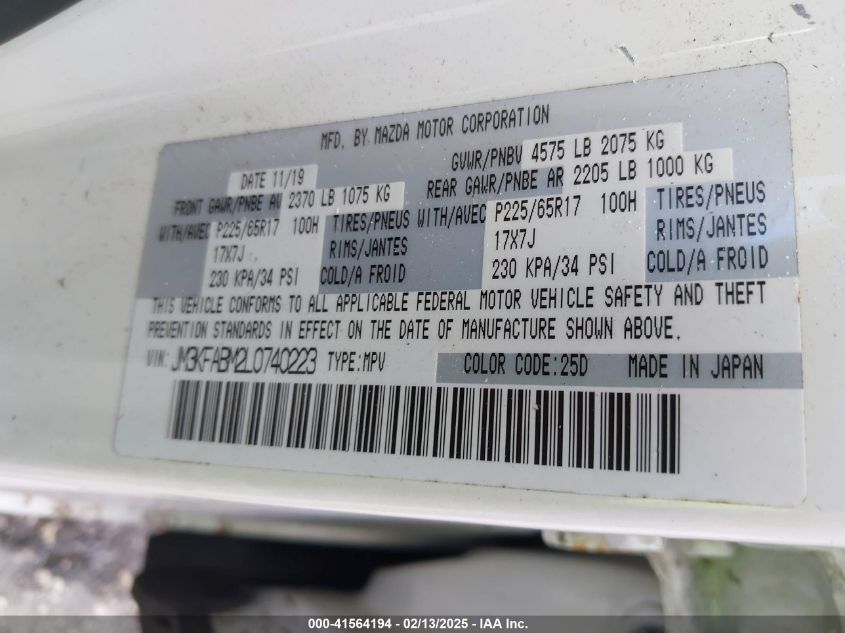 MFD. BY MAZDA MOTOR CORPORATION
DATE 11/19 GVWR/PNBV 4575 LB 2075 KG
FRONT GAWR/PNBE AV 2370 LB 1075 KG REAR GAWR/PNBE AR 2205 LB 1000 KG
WITH/AVEC P225/65R17 100H TIRES/PNEUS WITH/AVEC P225/65R17 100H TIRES/PNEUS
17X7J RIMS/JANTES 17X7J RIMS/JANTES
230 KPA/34 PSI COLD/A FROID 230 KPA/34 PSI COLD/A FROID
THIS VEHICLE CONFORMS TO ALL APPLICABLE FEDERAL MOTOR VEHICLE SAFETY AND THEFT
PREVENTION STANDARDS IN EFFECT ON THE DATE OF MANUFACTURE SHOWN ABOVE.
VIN: JM3KFABM2L0740223 TYPE:MPV COLOR CODE:25D MADE IN JAPAN
000-41564194 - 02/13/2025 - IAA Inc.